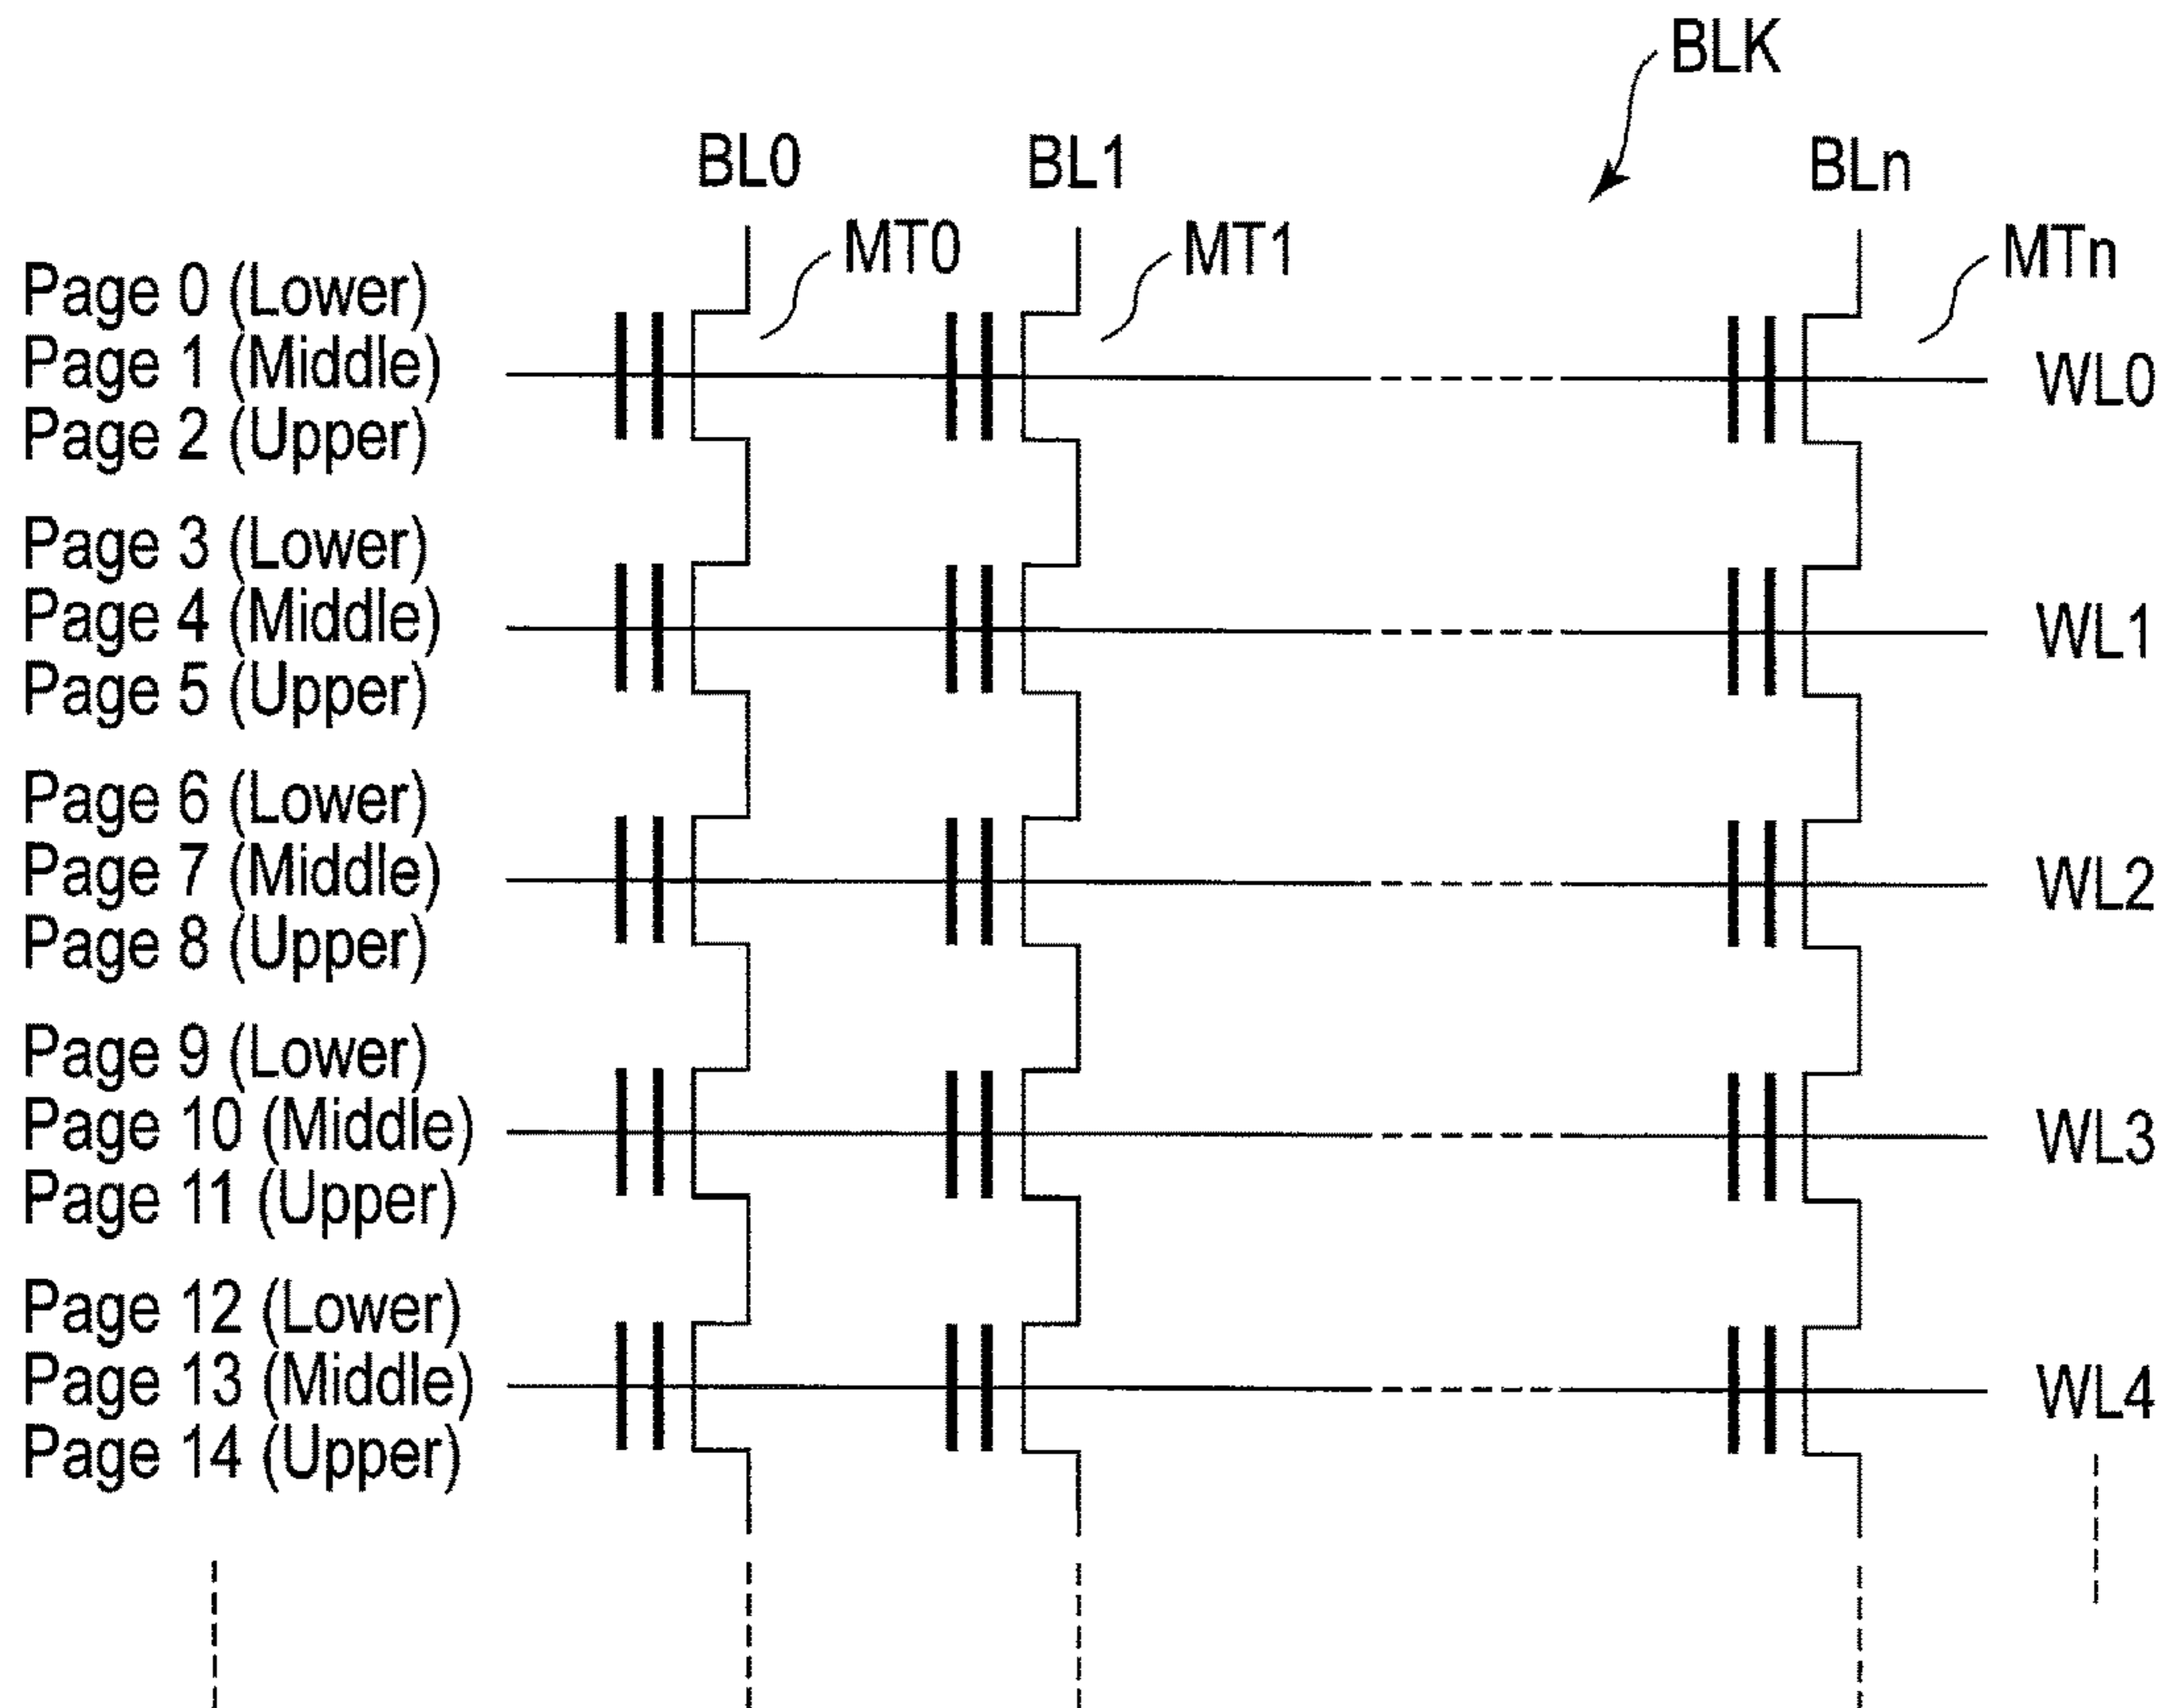 BLK
BL0
BL1
BLn
MT0
MT1
MTn
Page 0 (Lower)
Page 1 (Middle)
Page 2 (Upper)
WL0
Page 3 (Lower)
Page 4 (Middle)
Page 5 (Upper)
WL1
Page 6 (Lower)
Page 7 (Middle)
Page 8 (Upper)
WL2
Page 9 (Lower)
Page 10 (Middle)
Page 11 (Upper)
WL3
Page 12 (Lower)
Page 13 (Middle)
Page 14 (Upper)
WL4